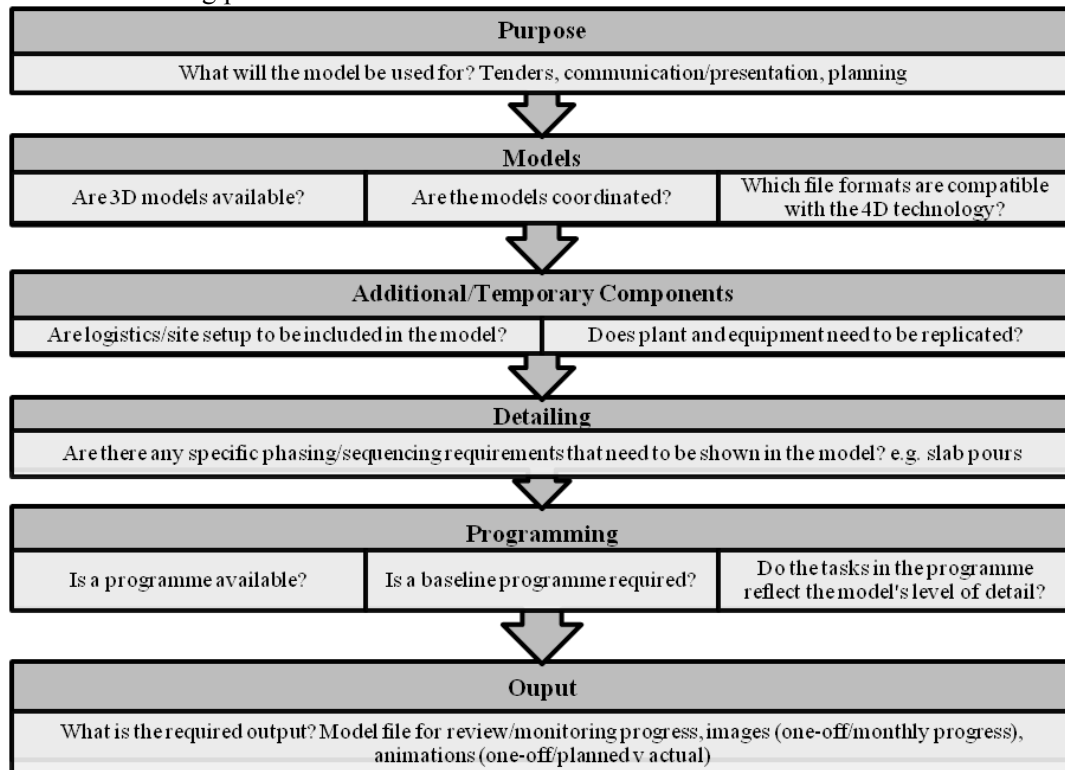 Purpose
What will the model be used for? Tenders, communication/presentation, planning
Models
Are 3D models available?
Are the models coordinated?
Which file formats are compatible
with the 4D technology?
Additional/Temporary Components
Are logistics/site setup to be included in the model?
Does plant and equipment need to be replicated?
Detailing
Are there any specific phasing/sequencing requirements that need to be shown in the model? e.g. slab pours
Programming
Is a programme available?
Is a baseline programme required?
Do the tasks in the programme
reflect the model's level of detail?
Ouput
What is the required otput? Model file for review/monitoring progress, images (one-off/monthly progress),
animations (one-off/planned v actual)